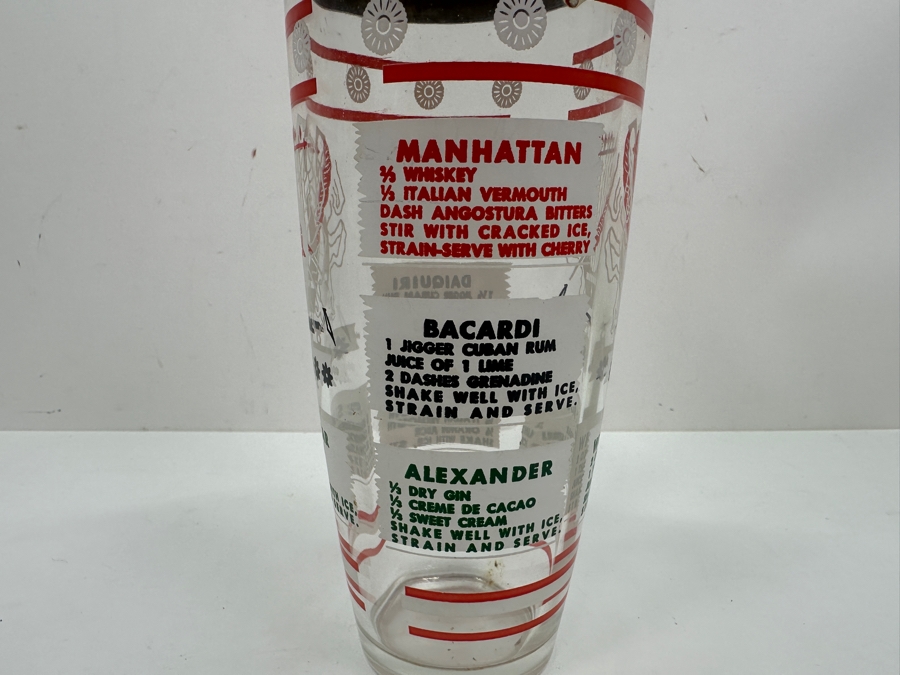 MANHATTAN
⅔ WHISKEY
⅓ ITALIAN VERMOUTH
DASH ANGOSTURA BITTERS
STIR WITH CRACKED ICE,
STRAIN-SERVE WITH CHERRY
DAIQUIRI
BACARDI
1 JIGGER CUBAN RUM
JUICE OF 1 LIME
2 DASHES GRENADINE
SHAKE WELL WITH ICE,
STRAIN AND SERVE.
ALEXANDER
⅓ DRY GIN
⅓ CREME DE CACAO
⅓ SWEET CREAM
SHAKE WELL WITH ICE,
STRAIN AND SERVE.